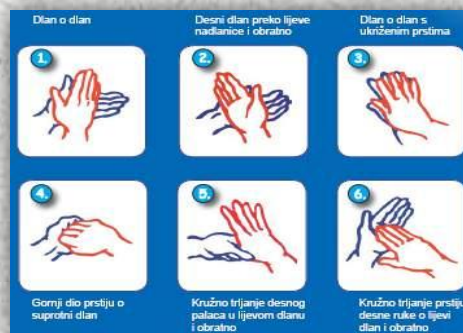 Dlan o dlan
Desni dlan preko lijeve
nadlanice i obratno
Dlan o dlan s
ukriženim prstima
1.
2.
3.
4.
5.
6.
Gornji dio prstiju o
suprotni dlan
Kružno trljanje desnog
palaca u lijevom dlanu
i obratno
Kružno trljanje prstiju
desne ruke o lijevi
dlan i obratno